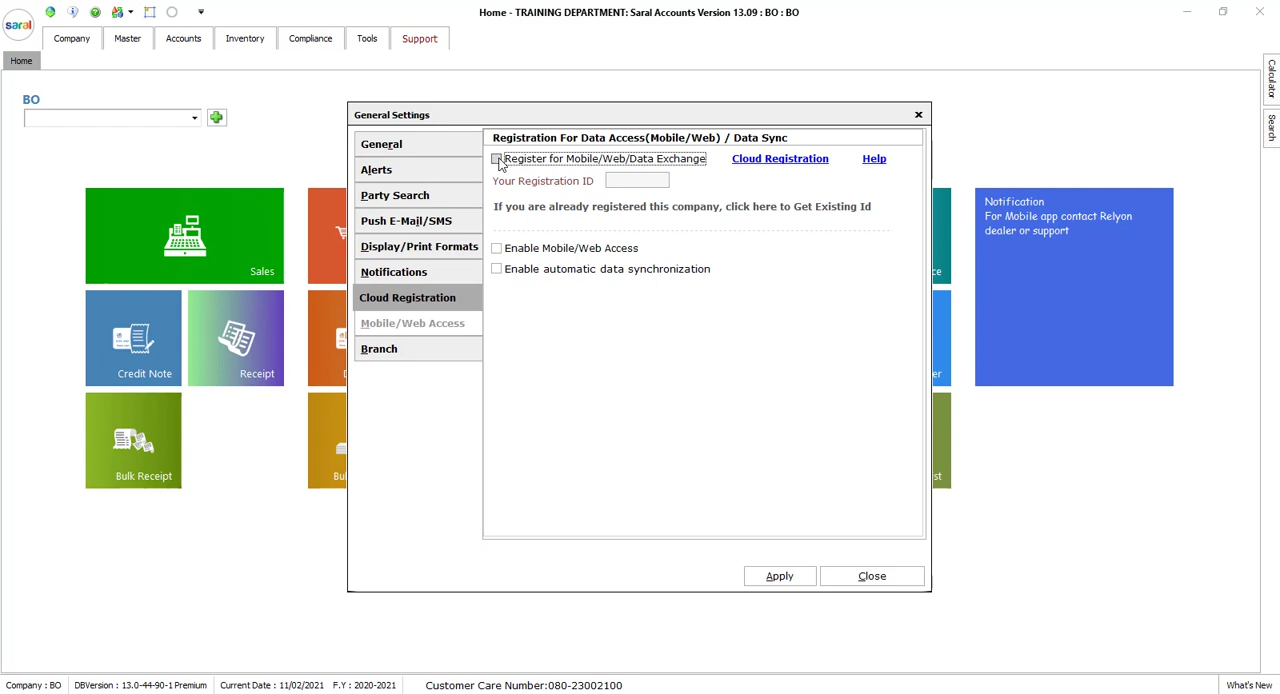 Home - TRAINING DEPARTMENT: Saral Accounts Version 13.09 : BO : BO
saral
Company
Master
Accounts
Inventory
Compliance
Tools
Support
Home
Calculator
Search
BO
General Settings
General
Alerts
Party Search
Push E-Mail/SMS
Display/Print Formats
Notifications
Cloud Registration
Mobile/Web Access
Branch
Registration For Data Access(Mobile/Web) / Data Sync
Register for Mobile/Web/Data Exchange
Cloud Registration
Help
Your Registration ID
If you are already registered this company, click here to Get Existing Id
Enable Mobile/Web Access
Enable automatic data synchronization
Apply
Close
Sales
Credit Note
Receipt
Bulk Receipt
Bu
ce
er
st
Notification
For Mobile app contact Relyon
dealer or support
Company : BO
DBVersion : 13.0-44-90-1 Premium
Current Date : 11/02/2021
F.Y : 2020-2021
Customer Care Number:080-23002100
What's New